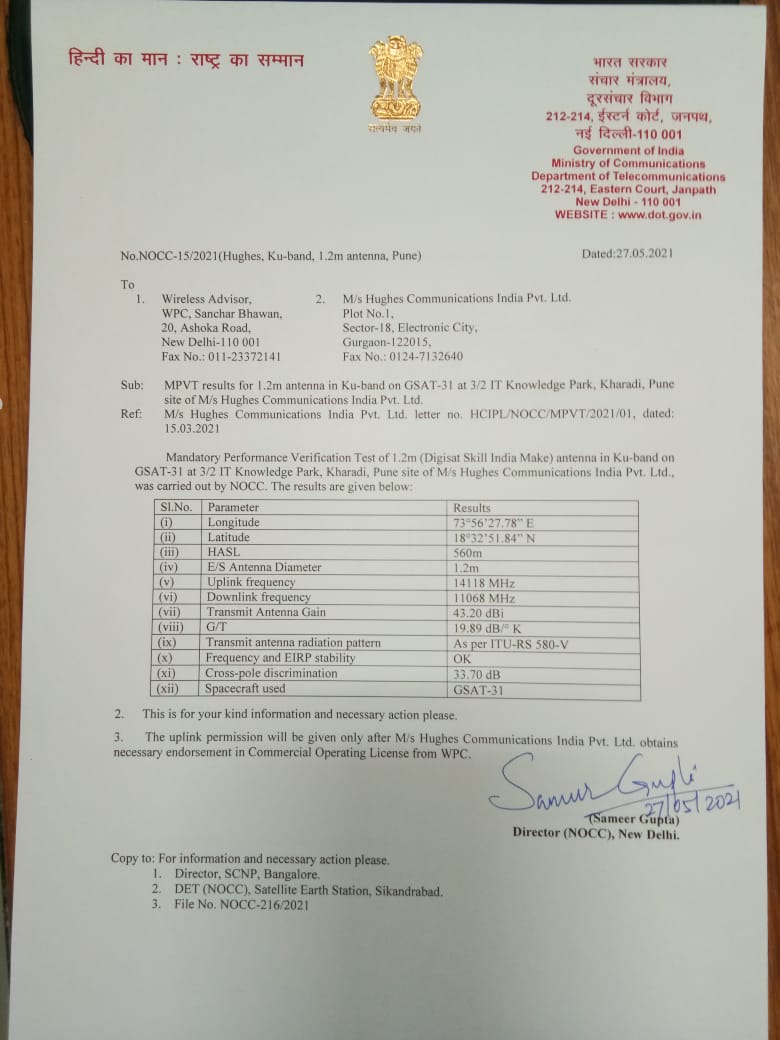 हिन्दी का मान : राष्ट्र का सम्मान
सत्यमेव जयते
भारत सरकार
संचार मंत्रालय,
दूरसंचार विभाग
212-214, ईस्टर्न कोर्ट, जनपथ,
नई दिल्ली-110 001
Government of India
Ministry of Communications
Department of Telecommunications
212-214, Eastern Court, Janpath
New Delhi - 110 001
WEBSITE : www.dot.gov.in
No.NOCC-15/2021(Hughes, Ku-band, 1.2m antenna, Pune) Dated:27.05.2021
To
1. Wireless Advisor,
WPC, Sanchar Bhawan,
20, Ashoka Road,
New Delhi-110 001
Fax No.: 011-23372141
2. M/s Hughes Communications India Pvt. Ltd.
Plot No.1,
Sector-18, Electronic City,
Gurgaon-122015,
Fax No.: 0124-7132640
Sub: MPVT results for 1.2m antenna in Ku-band on GSAT-31 at 3/2 IT Knowledge Park, Kharadi, Pune
site of M/s Hughes Communications India Pvt. Ltd.
Ref: M/s Hughes Communications India Pvt. Ltd. letter no. HCIPL/NOCC/MPVT/2021/01, dated:
15.03.2021
Mandatory Performance Verification Test of 1.2m (Digisat Skill India Make) antenna in Ku-band on
GSAT-31 at 3/2 IT Knowledge Park, Kharadi, Pune site of M/s Hughes Communications India Pvt. Ltd.,
was carried out by NOCC. The results are given below:
Sl.No. Parameter Results
(i) Longitude 73°56'27.78" E
(ii) Latitude 18°32'51.84" N
(iii) HASL 560m
(iv) E/S Antenna Diameter 1.2m
(v) Uplink frequency 14118 MHz
(vi) Downlink frequency 11068 MHz
(vii) Transmit Antenna Gain 43.20 dBi
(viii) G/T 19.89 dB/° K
(ix) Transmit antenna radiation pattern As per ITU-RS 580-V
(x) Frequency and EIRP stability OK
(xi) Cross-pole discrimination 33.70 dB
(xii) Spacecraft used GSAT-31
2. This is for your kind information and necessary action please.
3. The uplink permission will be given only after M/s Hughes Communications India Pvt. Ltd. obtains
necessary endorsement in Commercial Operating License from WPC.
Sameer Gupta
27/05/2021
(Sameer Gupta)
Director (NOCC), New Delhi.
Copy to: For information and necessary action please.
1. Director, SCNP, Bangalore.
2. DET (NOCC), Satellite Earth Station, Sikandrabad.
3. File No. NOCC-216/2021